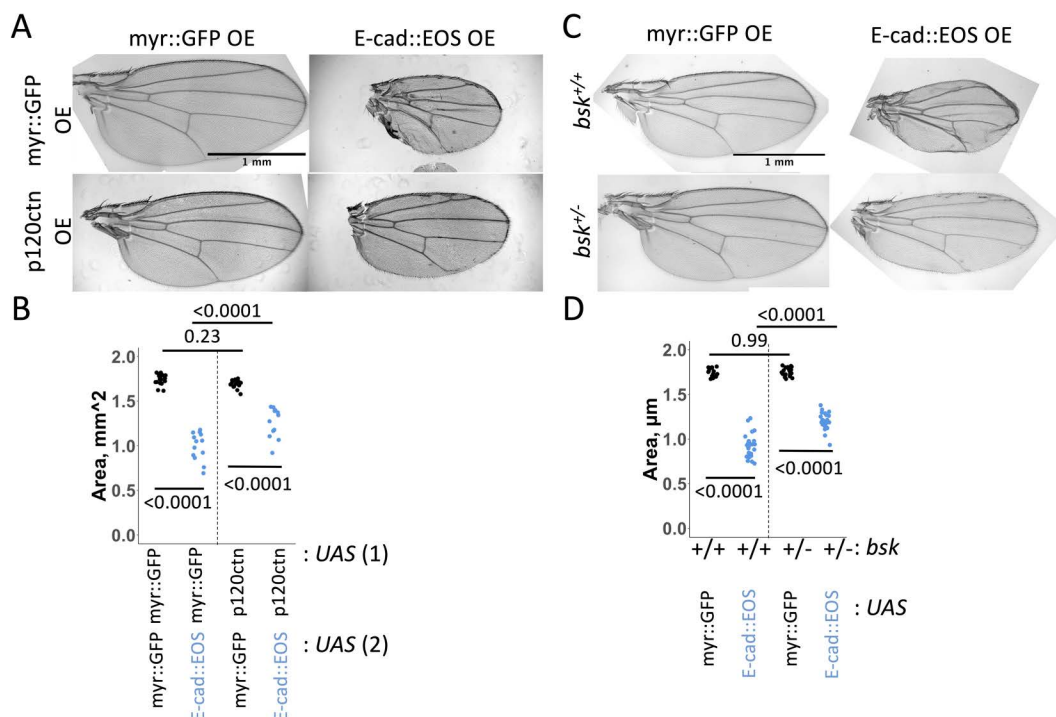 A
myr::GFP OE
E-cad::EOS OE
myr::GFP
OE
1 mm
p120ctn
OE
B
<0.0001
0.23
2.0
1.5
1.0
0.5
0.0
Area, mm^2
<0.0001
<0.0001
myr::GFP
myr::GFP
p120ctn
p120ctn
: UAS (1)
myr::GFP
E-cad::EOS
myr::GFP
E-cad::EOS
: UAS (2)
C
myr::GFP OE
E-cad::EOS OE
bsk+/+
1 mm
bsk+/-
D
<0.0001
0.99
2.0
1.5
1.0
0.5
0.0
Area, µm
<0.0001
<0.0001
+/+ +/+ +/- +/-: bsk
myr::GFP
E-cad::EOS
myr::GFP
E-cad::EOS
: UAS